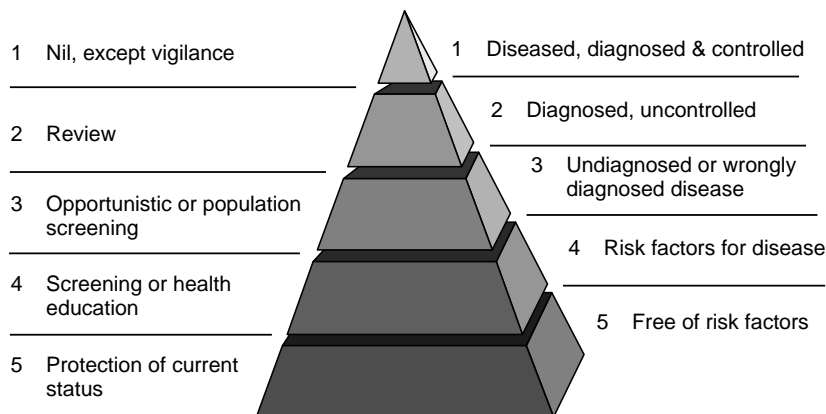 1 Nil, except vigilance
2 Review
3 Opportunistic or population
screening
4 Screening or health
education
5 Protection of current
status
1 Diseased, diagnosed & controlled
2 Diagnosed, uncontrolled
3 Undiagnosed or wrongly
diagnosed disease
4 Risk factors for disease
5 Free of risk factors